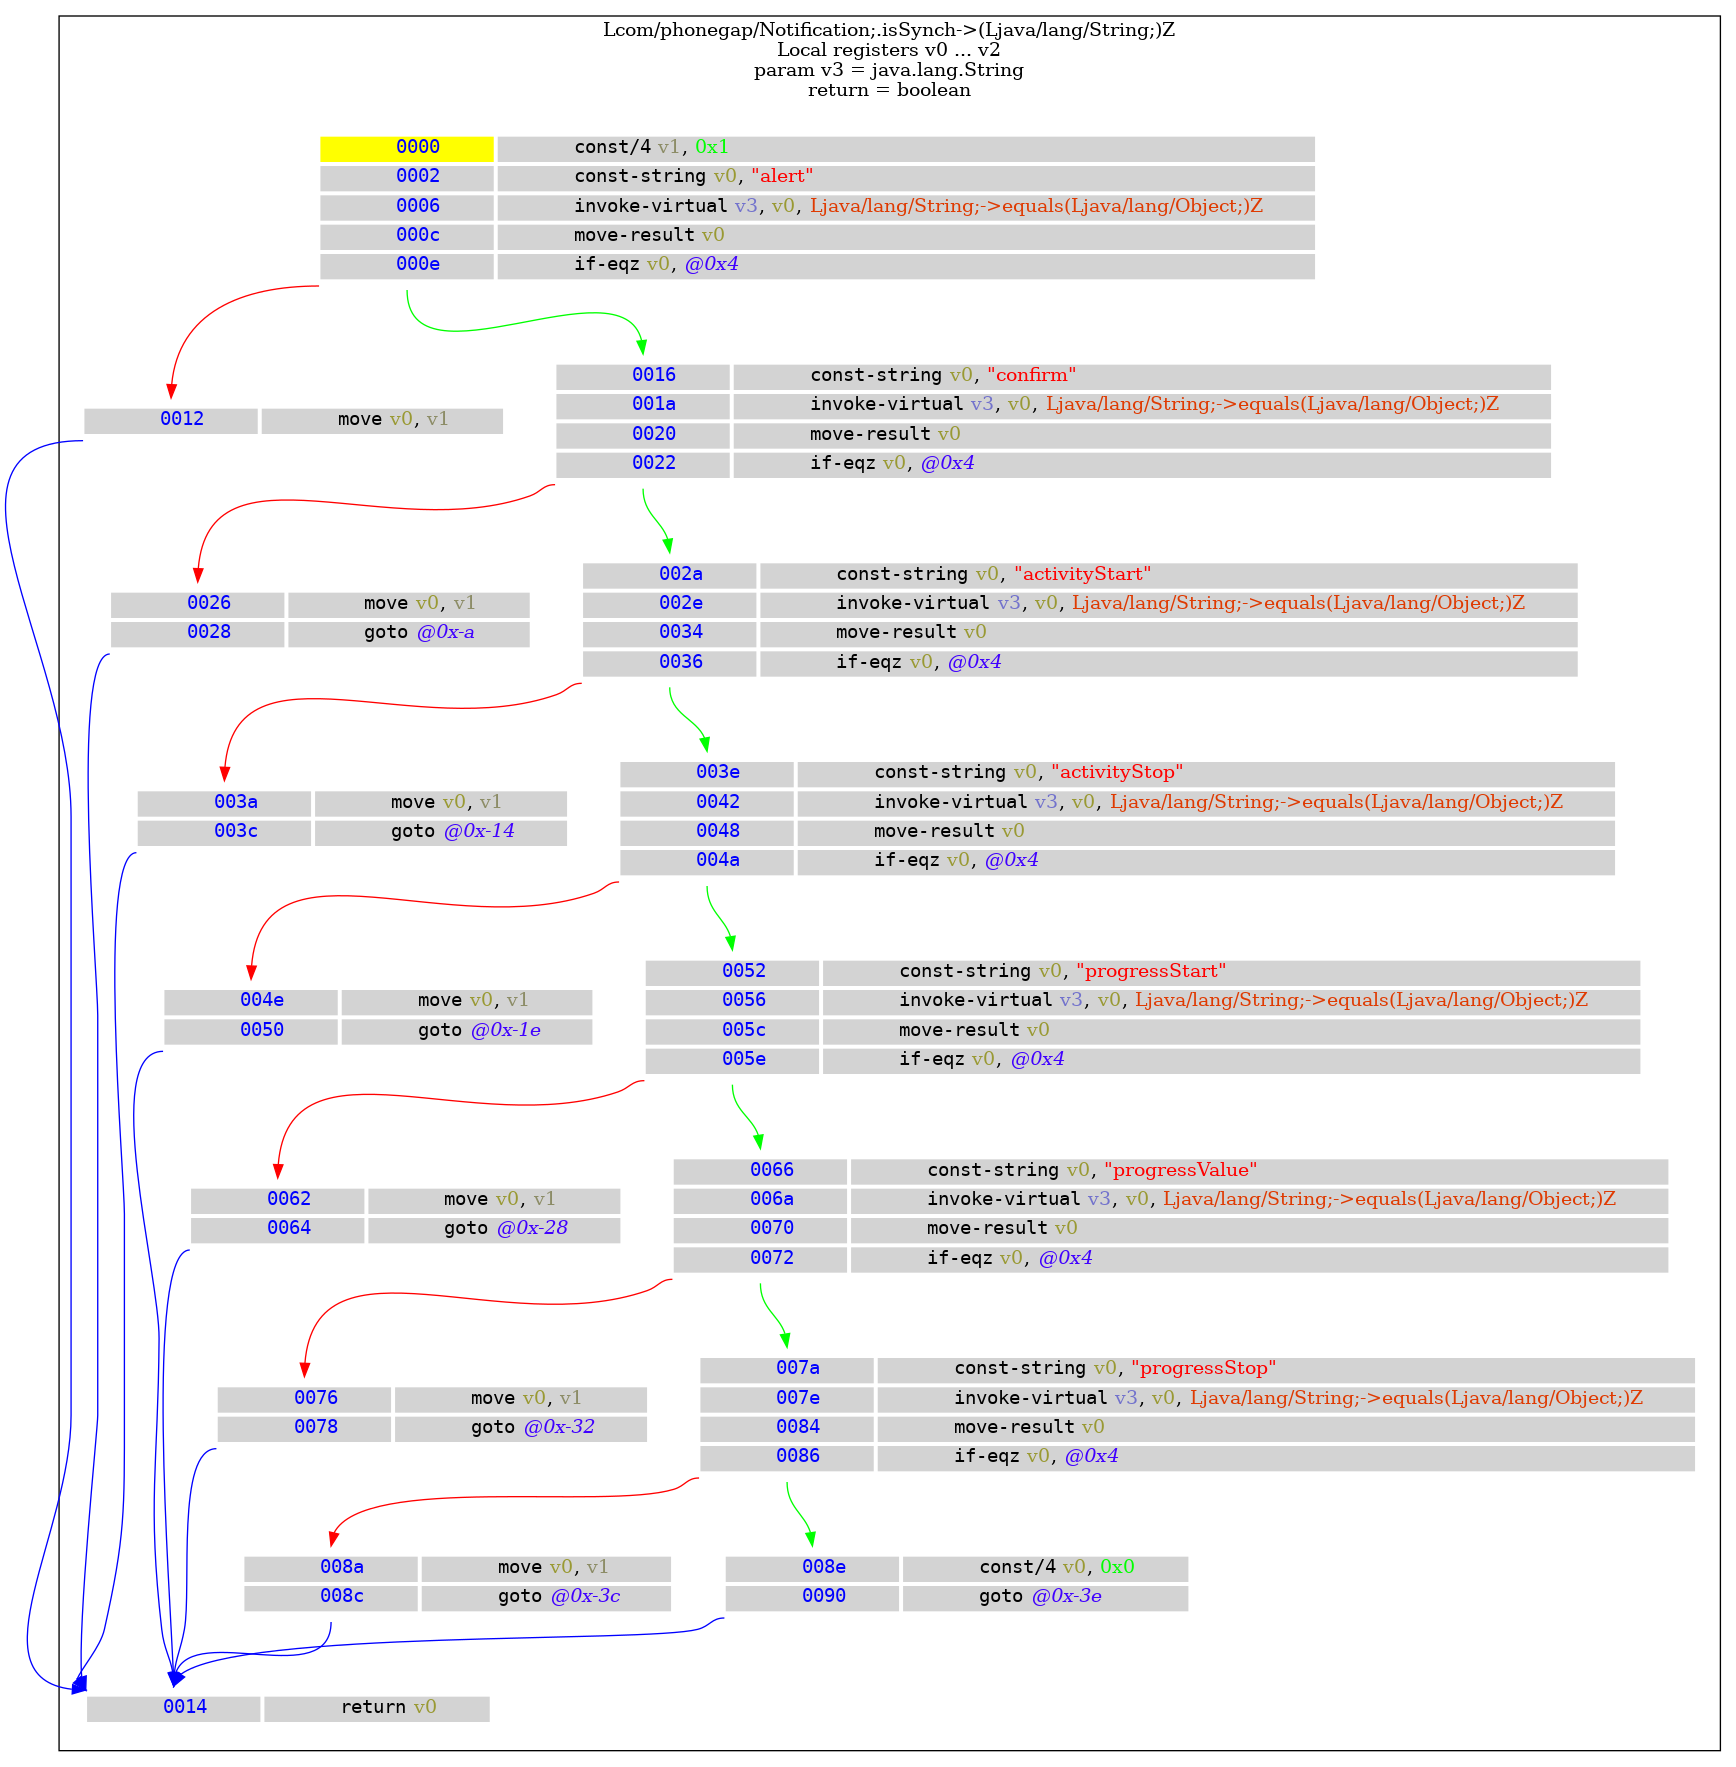 Lcom/phonegap/Notification;.isSynch->(Ljava/lang/String;)Z
Local registers v0 ... v2
param v3 = java.lang.String
return = boolean
0000 const/4 v1, 0x1
0002 const-string v0, "alert"
0006 invoke-virtual v3, v0, Ljava/lang/String;->equals(Ljava/lang/Object;)Z
000c move-result v0
000e if-eqz v0, @0x4
0012 move v0, v1
0016 const-string v0, "confirm"
001a invoke-virtual v3, v0, Ljava/lang/String;->equals(Ljava/lang/Object;)Z
0020 move-result v0
0022 if-eqz v0, @0x4
0026 move v0, v1
0028 goto @0x-a
002a const-string v0, "activityStart"
002e invoke-virtual v3, v0, Ljava/lang/String;->equals(Ljava/lang/Object;)Z
0034 move-result v0
0036 if-eqz v0, @0x4
003a move v0, v1
003c goto @0x-14
003e const-string v0, "activityStop"
0042 invoke-virtual v3, v0, Ljava/lang/String;->equals(Ljava/lang/Object;)Z
0048 move-result v0
004a if-eqz v0, @0x4
004e move v0, v1
0050 goto @0x-1e
0052 const-string v0, "progressStart"
0056 invoke-virtual v3, v0, Ljava/lang/String;->equals(Ljava/lang/Object;)Z
005c move-result v0
005e if-eqz v0, @0x4
0062 move v0, v1
0064 goto @0x-28
0066 const-string v0, "progressValue"
006a invoke-virtual v3, v0, Ljava/lang/String;->equals(Ljava/lang/Object;)Z
0070 move-result v0
0072 if-eqz v0, @0x4
0076 move v0, v1
0078 goto @0x-32
007a const-string v0, "progressStop"
007e invoke-virtual v3, v0, Ljava/lang/String;->equals(Ljava/lang/Object;)Z
0084 move-result v0
0086 if-eqz v0, @0x4
008a move v0, v1
008c goto @0x-3c
008e const/4 v0, 0x0
0090 goto @0x-3e
0014 return v0